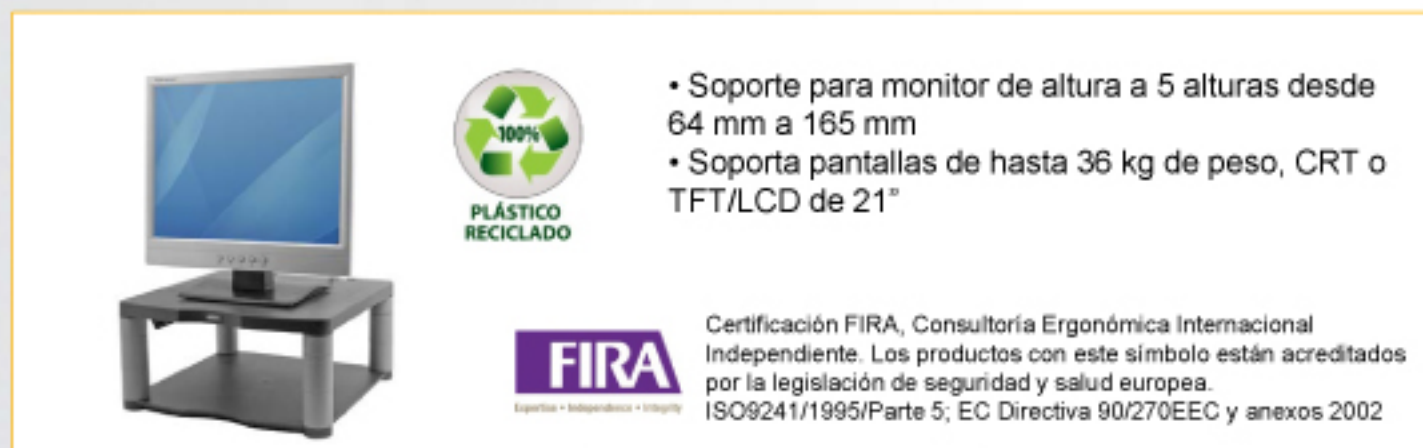 100%
PLÁSTICO
RECICLADO
• Soporte para monitor de altura a 5 alturas desde
64 mm a 165 mm
• Soporta pantallas de hasta 36 kg de peso, CRT o
TFT/LCD de 21”
FIRA
Expertise • Independence • Integrity
Certificación FIRA, Consultoría Ergonómica Internacional
Independiente. Los productos con este símbolo están acreditados
por la legislación de seguridad y salud europea.
ISO9241/1995/Parte 5; EC Directiva 90/270EEC y anexos 2002